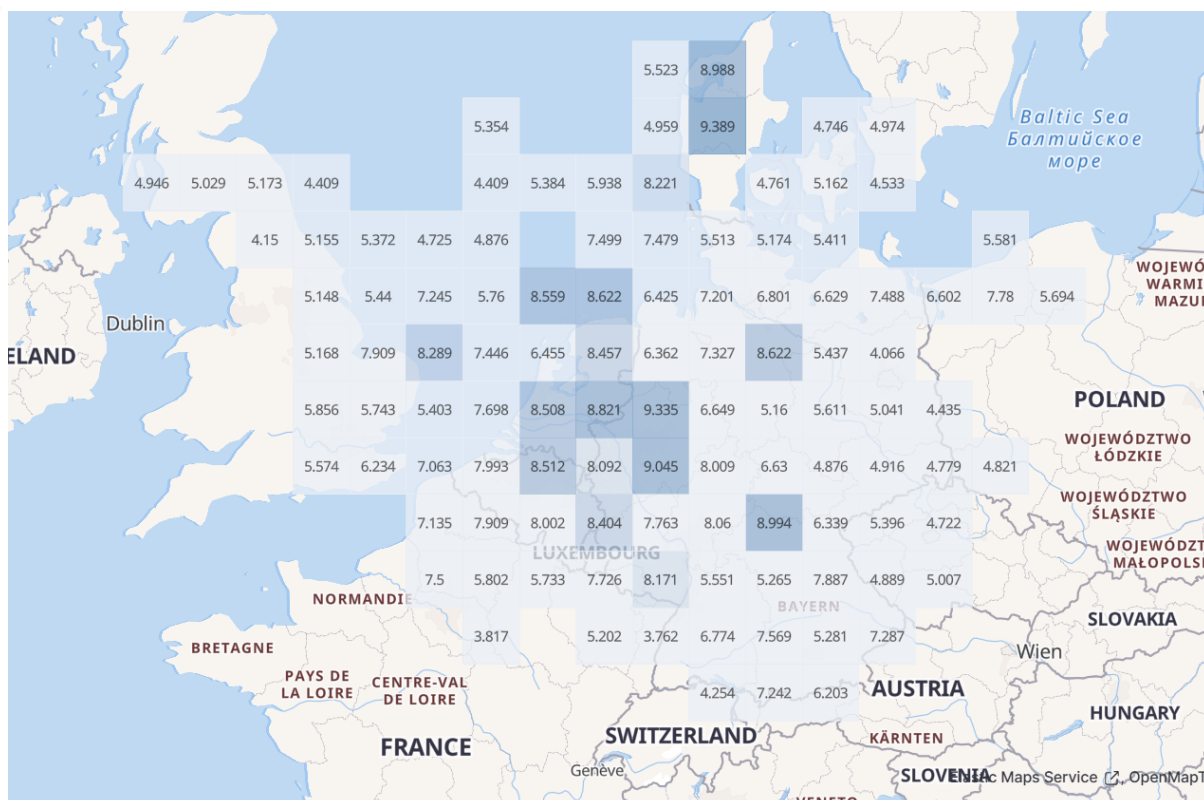 5.523 8.988
5.354 4.959 9.389 4.746 4.974
Baltic Sea
Балтийское
море
4.946 5.029 5.173 4.409 4.409 5.384 5.938 8.221 4.761 5.162 4.533
4.15 5.155 5.372 4.725 4.876 7.499 7.479 5.513 5.174 5.411 5.581
WOJEWÓ
WARMI
MAZU
5.148 5.44 7.245 5.76 8.559 8.622 6.425 7.201 6.801 6.629 7.488 6.602 7.78 5.694
Dublin
ELAND
5.168 7.909 8.289 7.446 6.455 8.457 6.362 7.327 8.622 5.437 4.066
POLAND
5.856 5.743 5.403 7.698 8.508 8.821 9.335 6.649 5.16 5.611 5.041 4.435
WOJEWÓDZTWO
ŁÓDZKIE
5.574 6.234 7.063 7.993 8.512 8.092 9.045 8.009 6.63 4.876 4.916 4.779 4.821
WOJEWÓDZTWO
ŚLĄSKIE
7.135 7.909 8.002 8.404 7.763 8.06 8.994 6.339 5.396 4.722
WOJEWÓDZT
MAŁOPOLS
LUXEMBOURG
7.5 5.802 5.733 7.726 8.171 5.551 5.265 7.887 4.889 5.007
NORMANDIE
BAYERN
SLOVAKIA
3.817 5.202 3.762 6.774 7.569 5.281 7.287
BRETAGNE
Wien
PAYS DE
LA LOIRE
CENTRE-VAL
DE LOIRE
4.254 7.242 6.203
AUSTRIA
HUNGARY
FRANCE
SWITZERLAND
KÄRNTEN
Genève
SLOVENIA
Elastic Maps Service , OpenMapT
VENETO